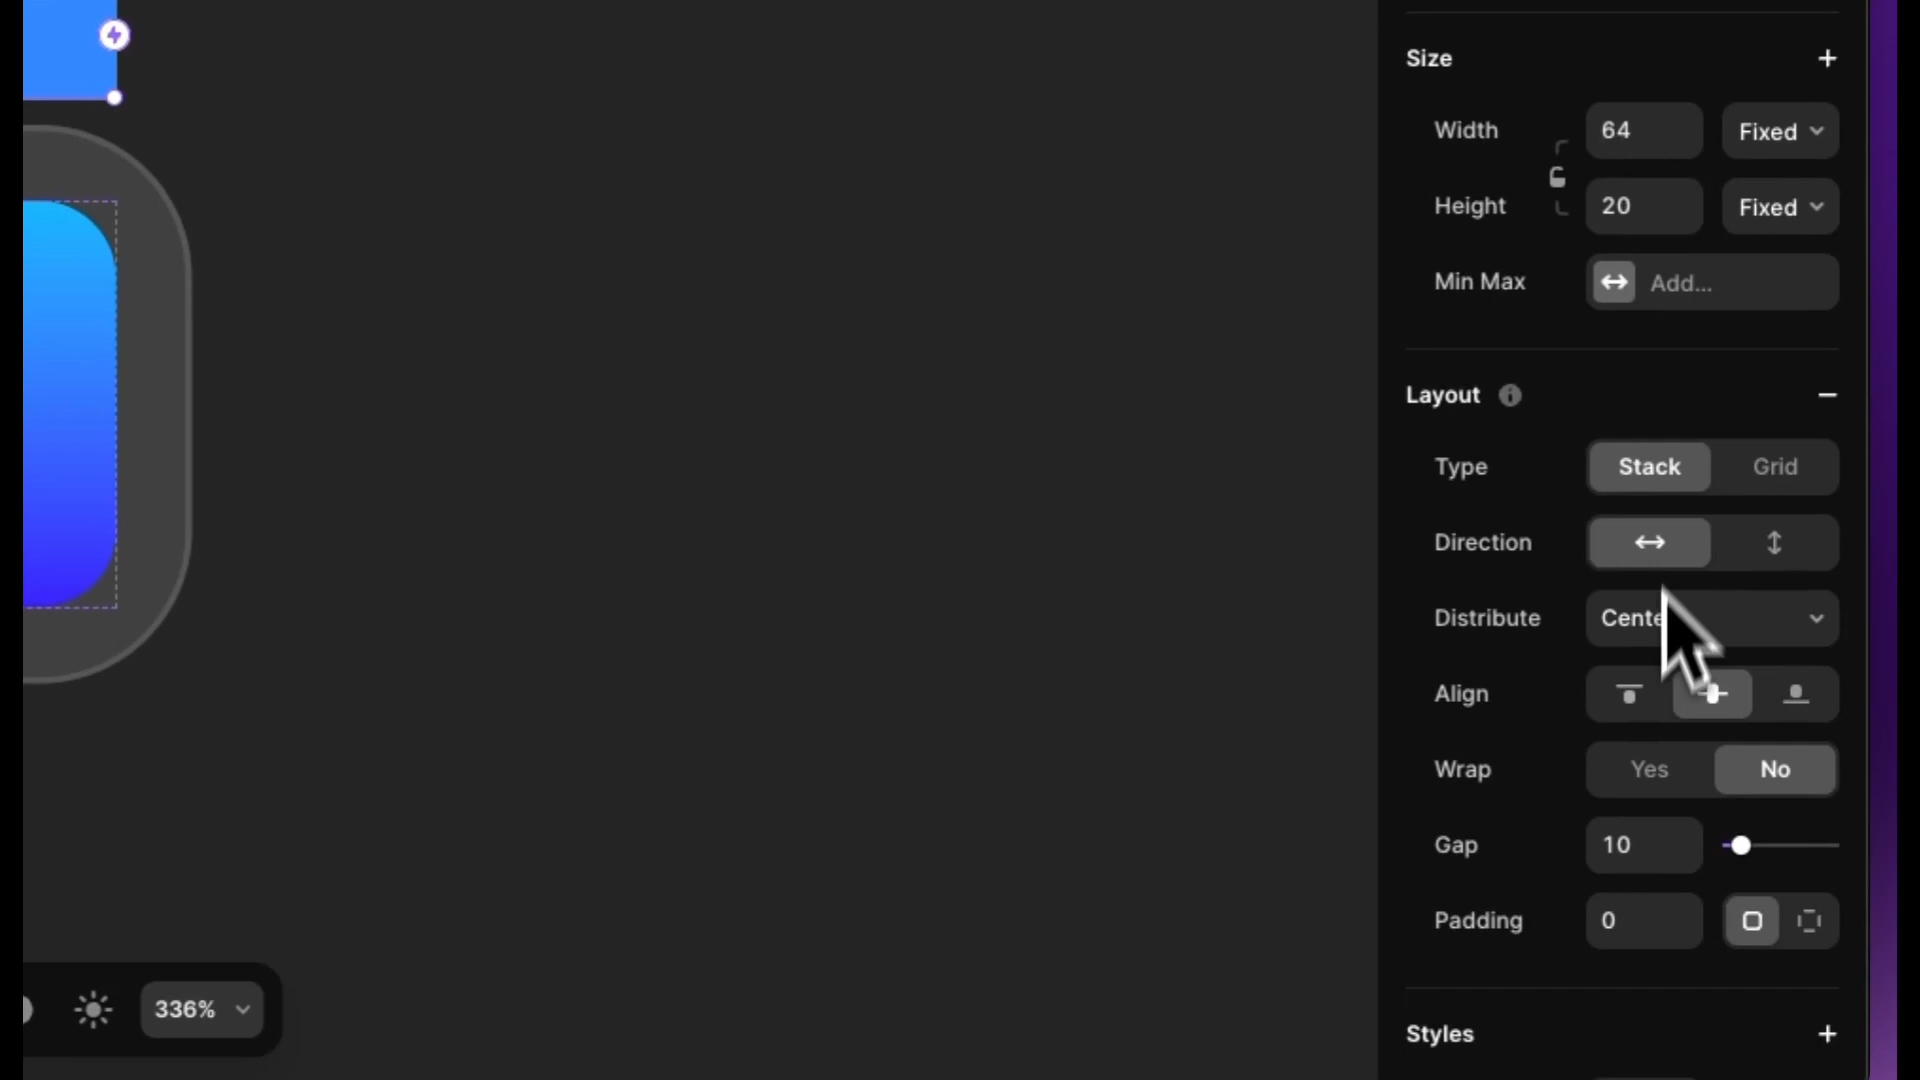 Size
Width 64 Fixed
Height 20 Fixed
Min Max Add...
Layout
Type Stack Grid
Direction
Distribute Cente
Align
Wrap Yes No
Gap 10
Padding 0
336%
Styles